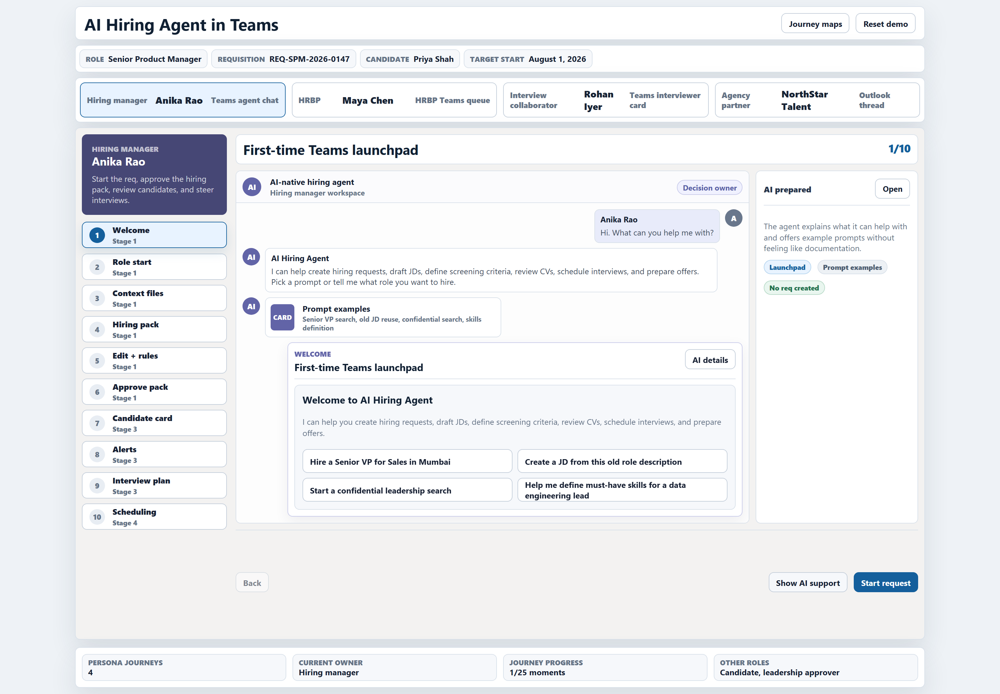 AI Hiring Agent in Teams
Journey maps
Reset demo
ROLE Senior Product Manager
REQUISITION REQ-SPM-2026-0147
CANDIDATE Priya Shah
TARGET START August 1, 2026
Hiring manager Anika Rao Teams agent chat
HRBP Maya Chen HRBP Teams queue
Interview
collaborator
Rohan
Iyer
Teams interviewer
card
Agency
partner
NorthStar
Talent
Outlook
thread
HIRING MANAGER
Anika Rao
Start the req, approve the hiring
pack, review candidates, and steer
interviews.
1
Welcome
Stage 1
2
Role start
Stage 1
3
Context files
Stage 1
4
Hiring pack
Stage 1
5
Edit + rules
Stage 1
6
Approve pack
Stage 1
7
Candidate card
Stage 3
8
Alerts
Stage 3
9
Interview plan
Stage 3
10
Scheduling
Stage 4
First-time Teams launchpad
1/10
AI
AI-native hiring agent
Hiring manager workspace
Decision owner
Anika Rao
Hi. What can you help me with?
A
AI
AI Hiring Agent
I can help create hiring requests, draft JDs, define screening criteria, review CVs, schedule interviews, and prepare offers.
Pick a prompt or tell me what role you want to hire.
AI
CARD
Prompt examples
Senior VP search, old JD reuse, confidential search, skills
definition
WELCOME
First-time Teams launchpad
AI details
Welcome to AI Hiring Agent
I can help you create hiring requests, draft JDs, define screening criteria, review CVs, schedule interviews, and prepare
offers.
Hire a Senior VP for Sales in Mumbai
Create a JD from this old role description
Start a confidential leadership search
Help me define must-have skills for a data
engineering lead
AI prepared
Open
The agent explains what it can help with
and offers example prompts without
feeling like documentation.
Launchpad
Prompt examples
No req created
Back
Show AI support
Start request
PERSONA JOURNEYS
4
CURRENT OWNER
Hiring manager
JOURNEY PROGRESS
1/25 moments
OTHER ROLES
Candidate, leadership approver